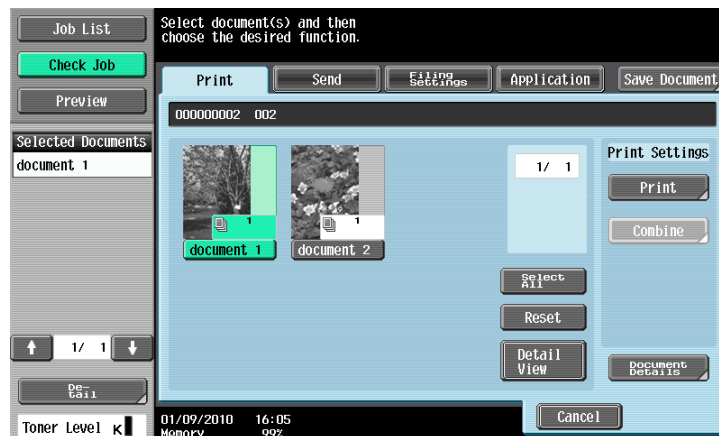 Job List
Check Job
Preview
Selected Documents
document 1
1/ 1
De-
tail
Toner Level K
Select document(s) and then
choose the desired function.
Print
Send
Filing
Settings
Application
Save Document
000000002 002
1
document 1
1
document 2
1/ 1
Select
All
Reset
Detail
View
Print Settings
Print
Combine
Document
Details
01/09/2010 16:05
Memory 99%
Cancel